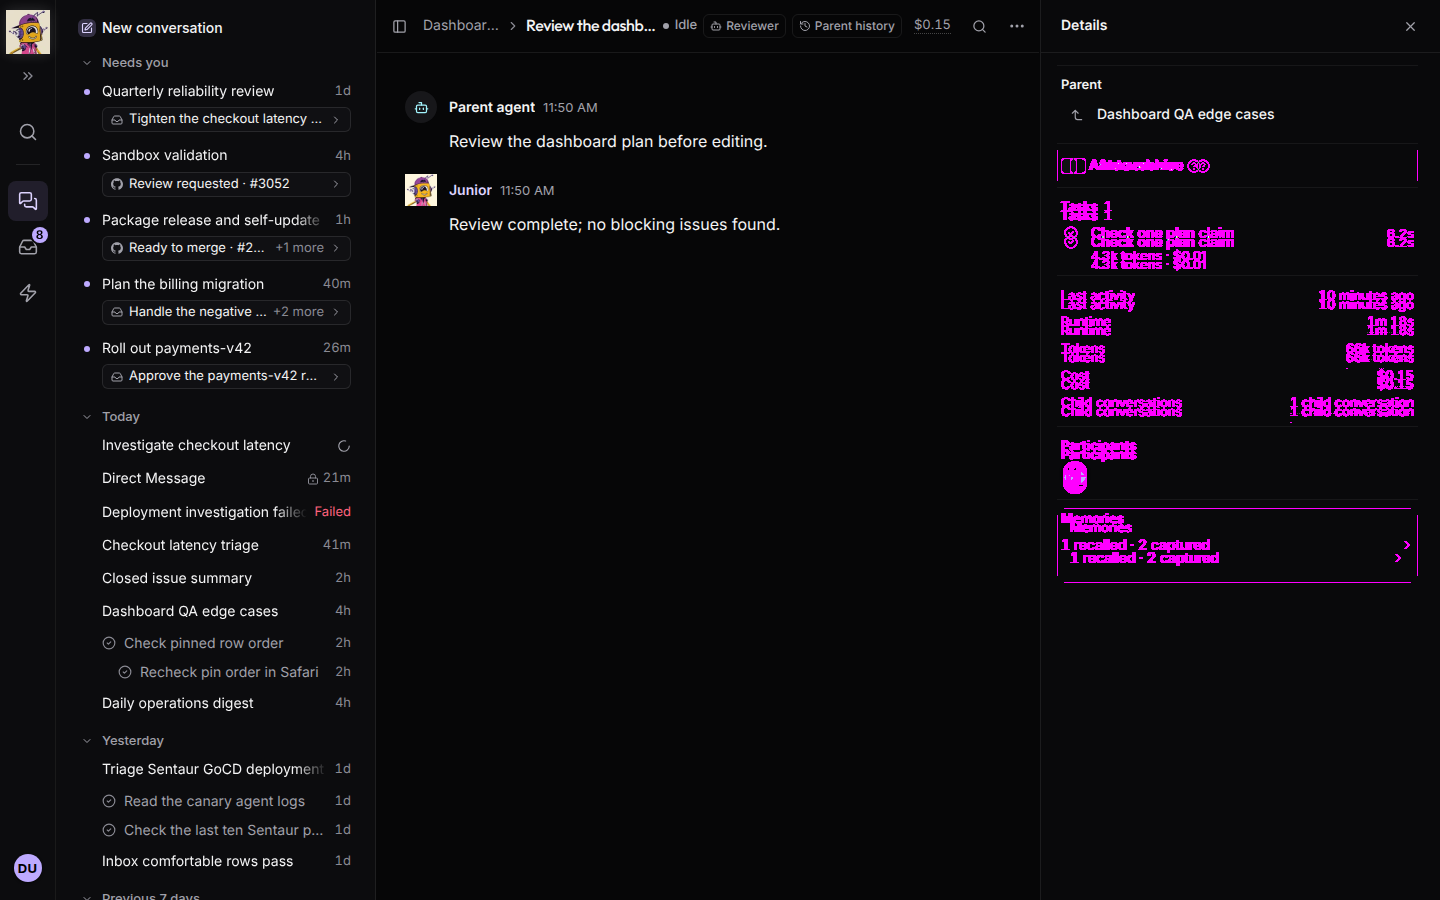 New conversation
Needs you
Quarterly reliability review 1d
Tighten the checkout latency ...
Sandbox validation 4h
Review requested · #3052
Package release and self-update 1h
Ready to merge · #2... +1 more
Plan the billing migration 40m
Handle the negative ... +2 more
Roll out payments-v42 26m
Approve the payments-v42 r...
Today
Investigate checkout latency
Direct Message 21m
Deployment investigation failed Failed
Checkout latency triage 41m
Closed issue summary 2h
Dashboard QA edge cases 4h
Check pinned row order 2h
Recheck pin order in Safari 2h
Daily operations digest 4h
Yesterday
Triage Sentaur GoCD deployment 1d
Read the canary agent logs 1d
Check the last ten Sentaur p... 1d
Inbox comfortable rows pass 1d
Previous 7 days
8
DU
Dashboar... > Review the dashb... Idle Reviewer Parent history $0.15
Parent agent 11:50 AM
Review the dashboard plan before editing.
Junior 11:50 AM
Review complete; no blocking issues found.
Details
Parent
Dashboard QA edge cases
Tasks 1
Check one plan claim
4.3k tokens · $0.01
Last activity 10 minutes ago
Runtime 1m 18s
Tokens 66k tokens
Cost $0.15
Child conversations 1 child conversation
Participants
Memories
Memories
1 recalled · 2 captured
1 recalled · 2 captured